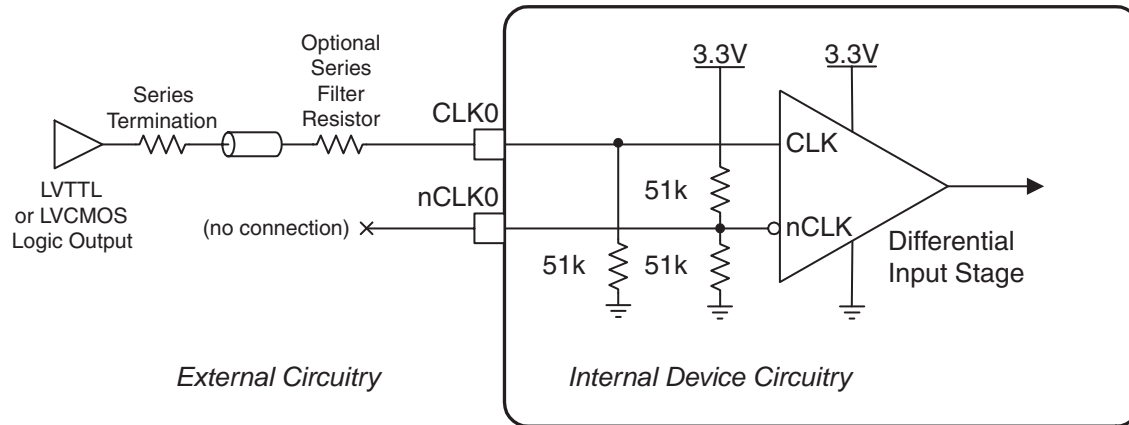 Optional
Series
Filter
Resistor
Series
Termination
CLK0
3.3V
3.3V
CLK
LVTTL
or LVCMOS
Logic Output
nCLK0
(no connection)
51k
nCLK
51k
51k
Differential
Input Stage
External Circuitry
Internal Device Circuitry